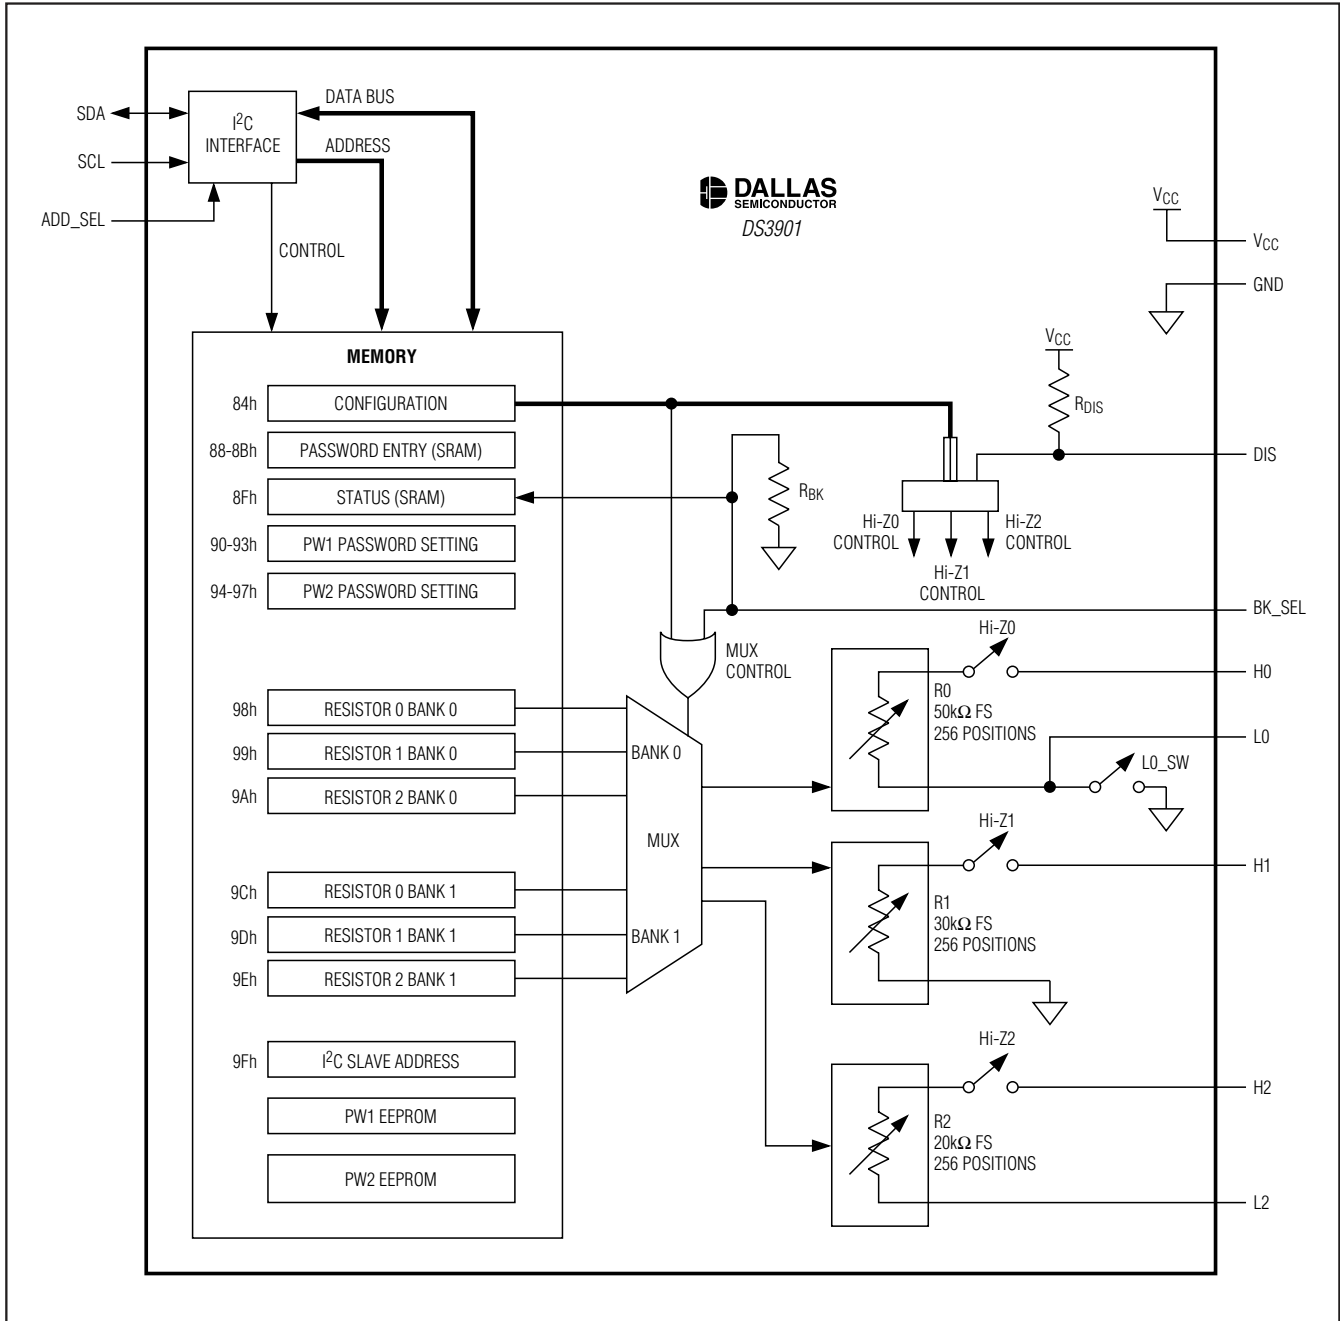 SDA
SCL
ADD_SEL
I²C
INTERFACE
DATA BUS
ADDRESS
CONTROL
DALLAS
SEMICONDUCTOR
DS3901
VCC
VCC
GND
MEMORY
84h CONFIGURATION
88-8Bh PASSWORD ENTRY (SRAM)
8Fh STATUS (SRAM)
90-93h PW1 PASSWORD SETTING
94-97h PW2 PASSWORD SETTING
98h RESISTOR 0 BANK 0
99h RESISTOR 1 BANK 0
9Ah RESISTOR 2 BANK 0
9Ch RESISTOR 0 BANK 1
9Dh RESISTOR 1 BANK 1
9Eh RESISTOR 2 BANK 1
9Fh I²C SLAVE ADDRESS
PW1 EEPROM
PW2 EEPROM
VCC
RDIS
DIS
RBK
Hi-Z0
CONTROL
Hi-Z1
CONTROL
Hi-Z2
CONTROL
BK_SEL
MUX
CONTROL
BANK 0
MUX
BANK 1
Hi-Z0
H0
R0
50kΩ FS
256 POSITIONS
L0
L0_SW
Hi-Z1
H1
R1
30kΩ FS
256 POSITIONS
Hi-Z2
H2
R2
20kΩ FS
256 POSITIONS
L2